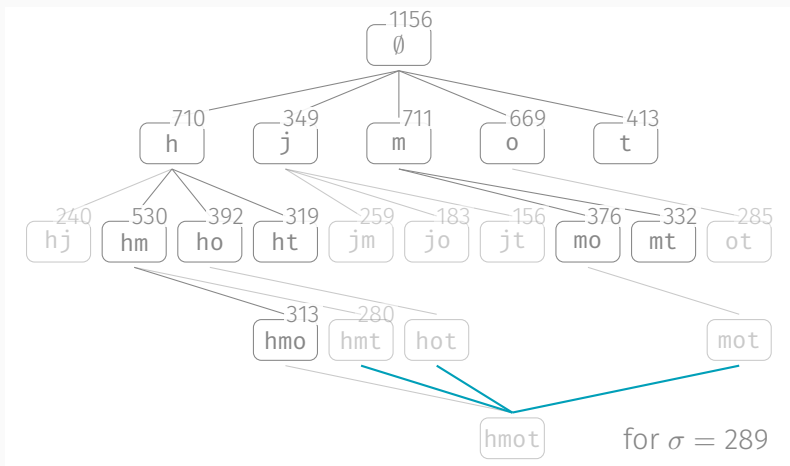 1156
∅
710 349 711 669 413
h j m o t
240 530 392 319 259 183 156 376 332 285
hj hm ho ht jm jo jt mo mt ot
313 280
hmo hmt hot mot
hmot
for σ = 289